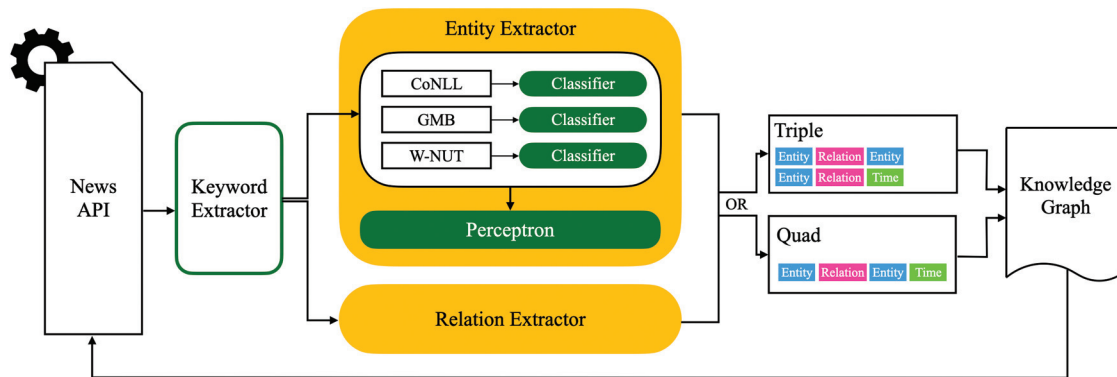 News
API
Keyword
Extractor
Entity Extractor
CoNLL
Classifier
GMB
Classifier
W-NUT
Classifier
Perceptron
Relation Extractor
OR
Triple
Entity Relation Entity
Entity Relation Time
Quad
Entity Relation Entity Time
Knowledge
Graph